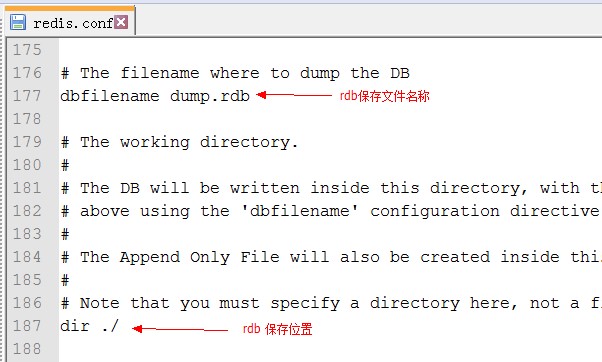 redis.conf
175
176 # The filename where to dump the DB
177 dbfilename dump.rdb rdb保存文件名称
178
179 # The working directory.
180 #
181 # The DB will be written inside this directory, with th
182 # above using the 'dbfilename' configuration directive
183 #
184 # The Append Only File will also be created inside thi
185 #
186 # Note that you must specify a directory here, not a f
187 dir ./ rdb 保存位置
188